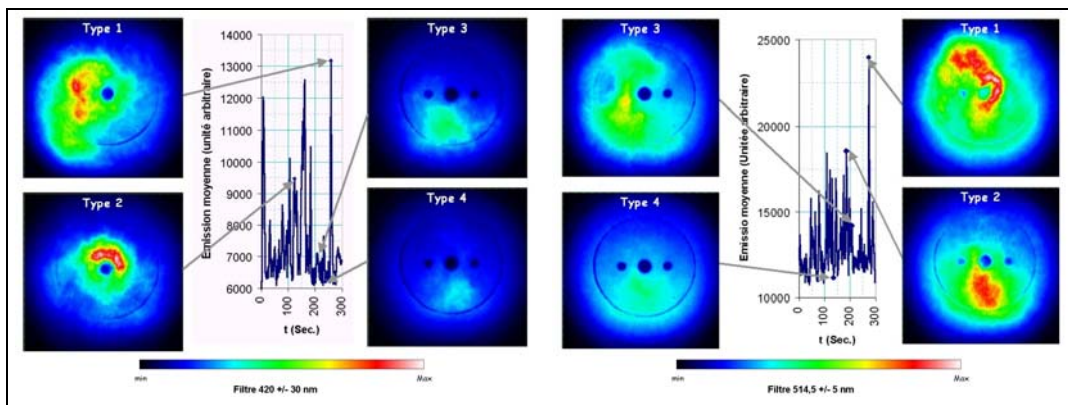 Type 1
Type 2
Emission moyenne (unité arbitraire)
14000
13000
12000
11000
10000
9000
8000
7000
6000
0
100
200
300
t (Sec.)
Type 3
Type 4
min
Max
Filtre 420 +/- 30 nm
Type 3
Type 4
Emissio moyenne (Unitée arbitraire)
25000
20000
15000
10000
0
100
200
300
t (Sec.)
Type 1
Type 2
min
Max
Filtre 514,5 +/- 5 nm